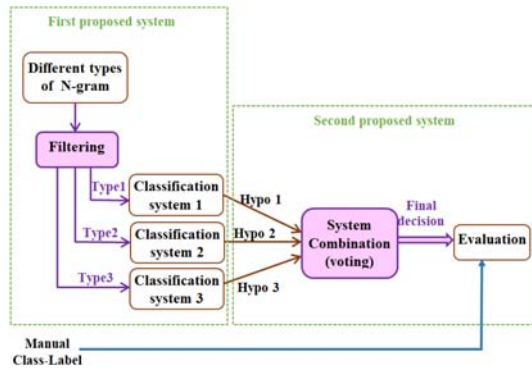 First proposed system
Different types
of N-gram
Filtering
Type1
Classification
system 1
Hypo 1
Type2
Classification
system 2
Hypo 2
Type3
Classification
system 3
Hypo 3
Second proposed system
System
Combination
(voting)
Final
decision
Evaluation
Manual
Class-Label